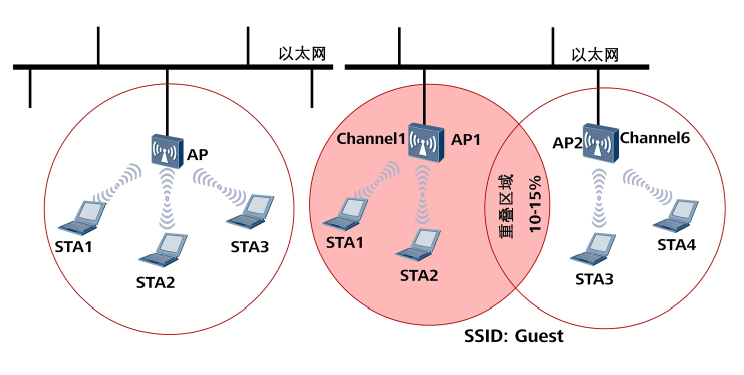 以太网
AP
STA1
STA2
STA3
以太网
Channel1
AP1
AP2
Channel6
STA1
STA2
重叠区域
10-15%
STA3
STA4
SSID: Guest